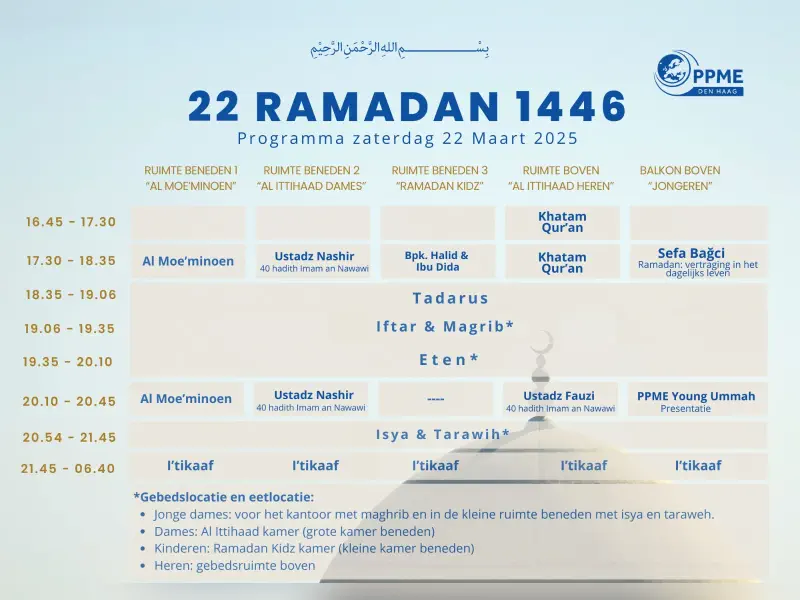 بِسْمِ اللهِ الرَّحْمٰنِ الرَّحِيْمِ
PPME
DEN HAAG
22 RAMADAN 1446
Programma zaterdag 22 Maart 2025
RUIMTE BENEDEN 1 RUIMTE BENEDEN 2 RUIMTE BENEDEN 3 RUIMTE BOVEN BALKON BOVEN
“AL MOE'MINOEN” “AL ITTIHAAD DAMES” “RAMADAN KIDZ” “AL ITTIHAAD HEREN” “JONGEREN”
16.45 - 17.30 Khatam
Qur’an
17.30 - 18.35 Al Moe’minoen Ustadz Nashir Bpk. Halid & Khatam Sefa Bağci
40 hadith Imam an Nawawi Ibu Dida Qur’an Ramadan: vertraging in het
dagelijks leven
18.35 - 19.06 Tadarus
19.06 - 19.35 Iftar & Magrib*
19.35 - 20.10 Eten*
20.10 - 20.45 Al Moe’minoen Ustadz Nashir ---- Ustadz Fauzi PPME Young Ummah
40 hadith Imam an Nawawi 40 hadith Imam an Nawawi Presentatie
20.54 - 21.45 Isya & Tarawih*
21.45 - 06.40 I’tikaaf I’tikaaf I’tikaaf I’tikaaf I’tikaaf
*Gebedslocatie en eetlocatie:
• Jonge dames: voor het kantoor met maghrib en in de kleine ruimte beneden met isya en taraweh.
• Dames: Al Ittihaad kamer (grote kamer beneden)
• Kinderen: Ramadan Kidz kamer (kleine kamer beneden)
• Heren: gebedsruimte boven